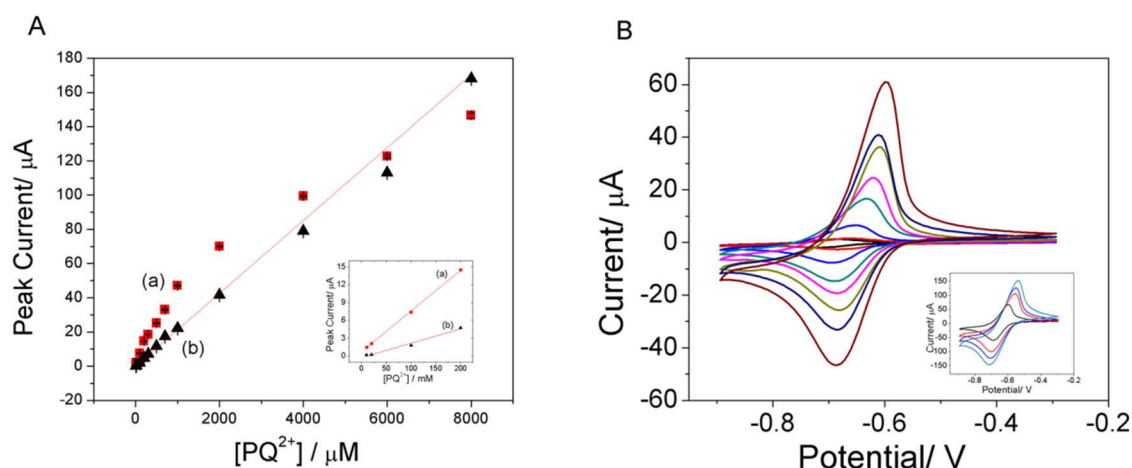 A
180
160
140
120
100
80
60
40
20
0
-20
Peak Current/ μA
(a)
(b)
0 2000 4000 6000 8000
[PQ²⁺] / μM
15
12
9
6
3
0
Peak Current/ μA
(a)
(b)
0 50 100 150 200
[PQ²⁺] / mM
B
60
40
20
0
-20
-40
-60
Current/ μA
-0.8 -0.6 -0.4 -0.2
Potential/ V
150
100
50
0
-50
-100
-150
Current/ μA
-0.8 -0.6 -0.4 -0.2
Potential/ V